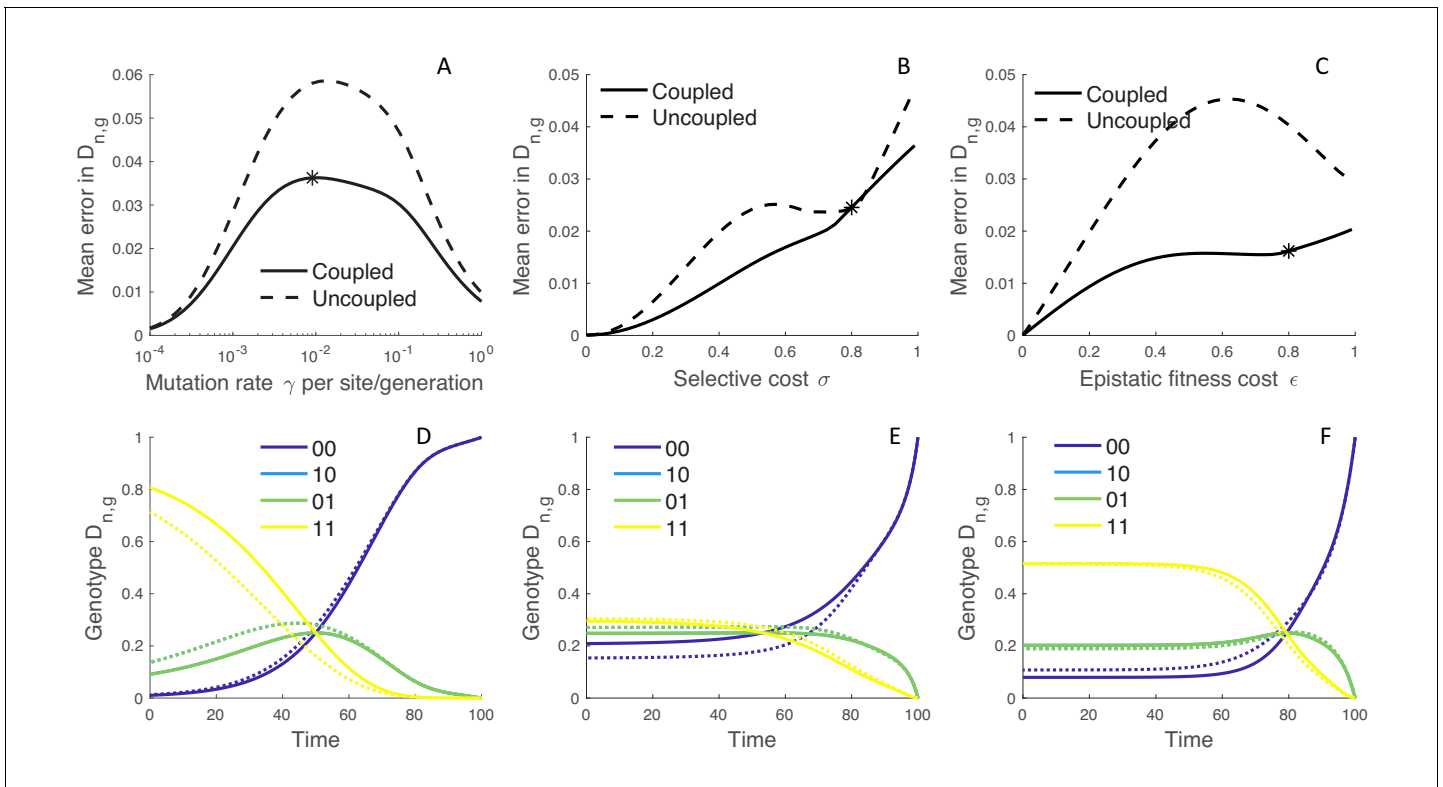 A
Mean error in D_{n,g}
0.06
0.05
0.04
0.03
0.02
0.01
0
Coupled
Uncoupled
10^{-4}
10^{-3}
10^{-2}
10^{-1}
10^{0}
Mutation rate γ per site/generation
B
Mean error in D_{n,g}
0.05
0.04
0.03
0.02
0.01
0
Coupled
Uncoupled
0 0.2 0.4 0.6 0.8 1
Selective cost σ
C
Mean error in D_{n,g}
0.05
0.04
0.03
0.02
0.01
0
Coupled
Uncoupled
0 0.2 0.4 0.6 0.8 1
Epistatic fitness cost ϵ
D
Genotype D_{n,g}
1
0.8
0.6
0.4
0.2
0
00
10
01
11
0 20 40 60 80 100
Time
E
Genotype D_{n,g}
1
0.8
0.6
0.4
0.2
0
00
10
01
11
0 20 40 60 80 100
Time
F
Genotype D_{n,g}
1
0.8
0.6
0.4
0.2
0
00
10
01
11
0 20 40 60 80 100
Time